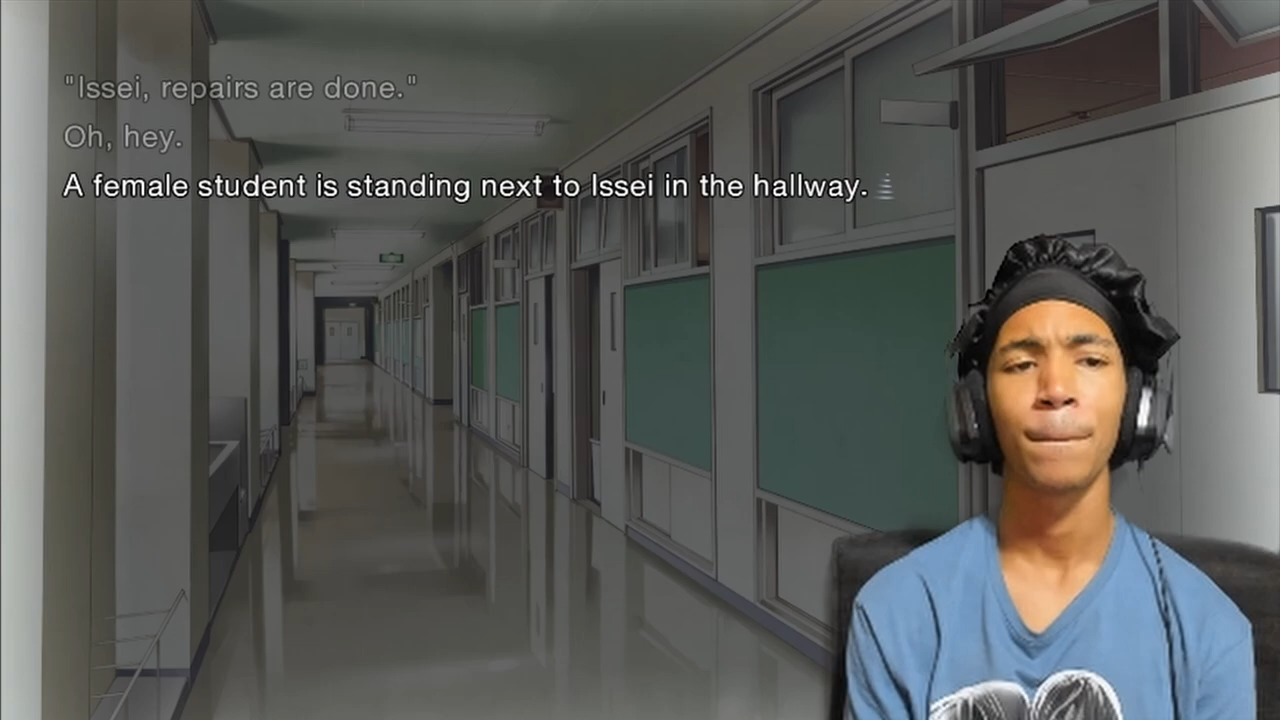 "Issei, repairs are done."
Oh, hey.
A female student is standing next to Issei in the hallway.